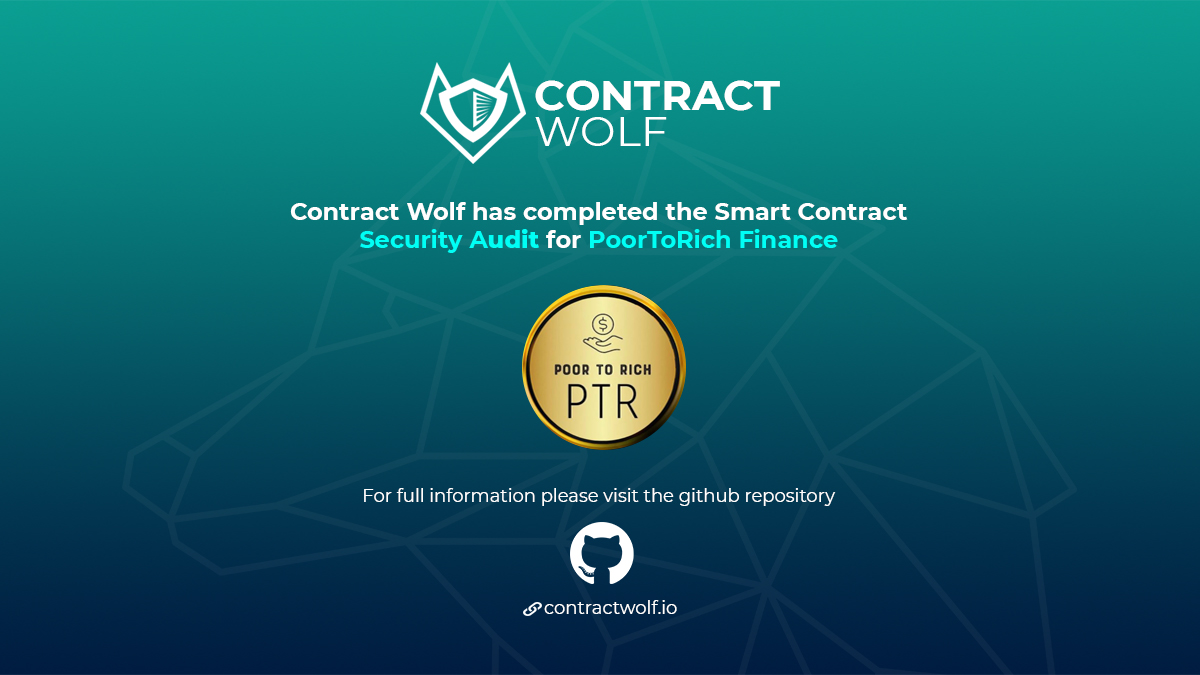 CONTRACT
WOLF
Contract Wolf has completed the Smart Contract
Security Audit for PoorToRich Finance
$
POOR TO RICH
PTR
For full information please visit the github repository
contractwolf.io